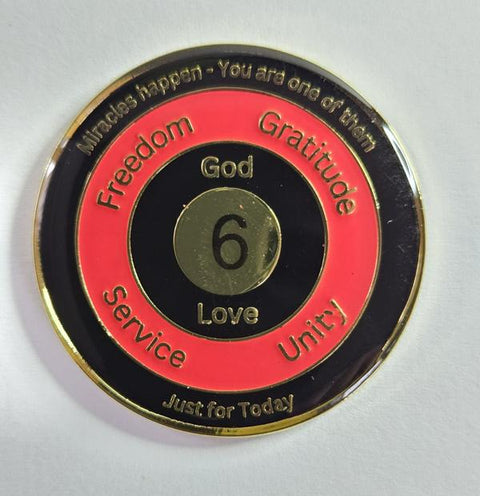 Miracles happen - You are one of them
Freedom
Gratitude
God
6
Love
Service
Unity
Just for Today